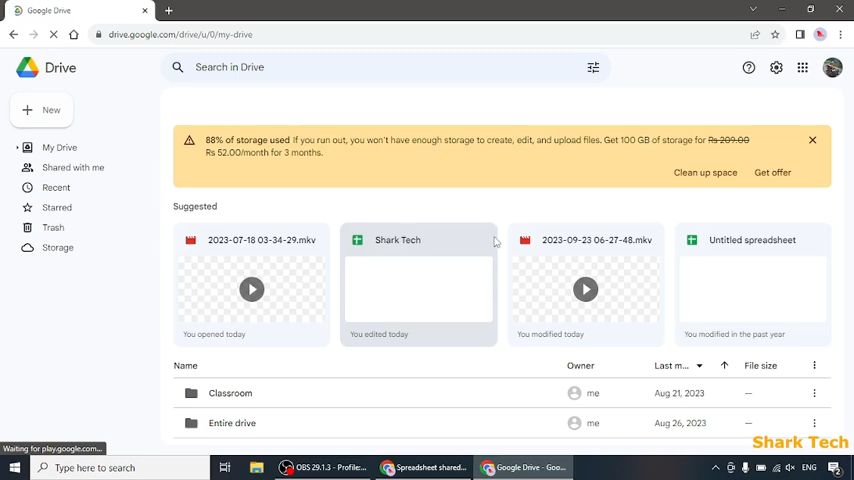 Google Drive
drive.google.com/drive/u/0/my-drive
Drive
Search in Drive
New
My Drive
Shared with me
Recent
Starred
Trash
Storage
88% of storage used If you run out, you won't have enough storage to create, edit, and upload files. Get 100 GB of storage for Rs 209.00
Rs 52.00/month for 3 months.
Clean up space Get offer
Suggested
2023-07-18 03-34-29.mkv
You opened today
Shark Tech
You edited today
2023-09-23 06-27-48.mkv
You modified today
Untitled spreadsheet
You modified in the past year
Name Owner Last m... File size
Classroom me Aug 21, 2023 —
Entire drive me Aug 26, 2023 —
Shark Tech
Waiting for play.google.com...
Type here to search
OBS 29.1.3 - Profile:...
Spreadsheet shared...
Google Drive - Goo...
ENG
2